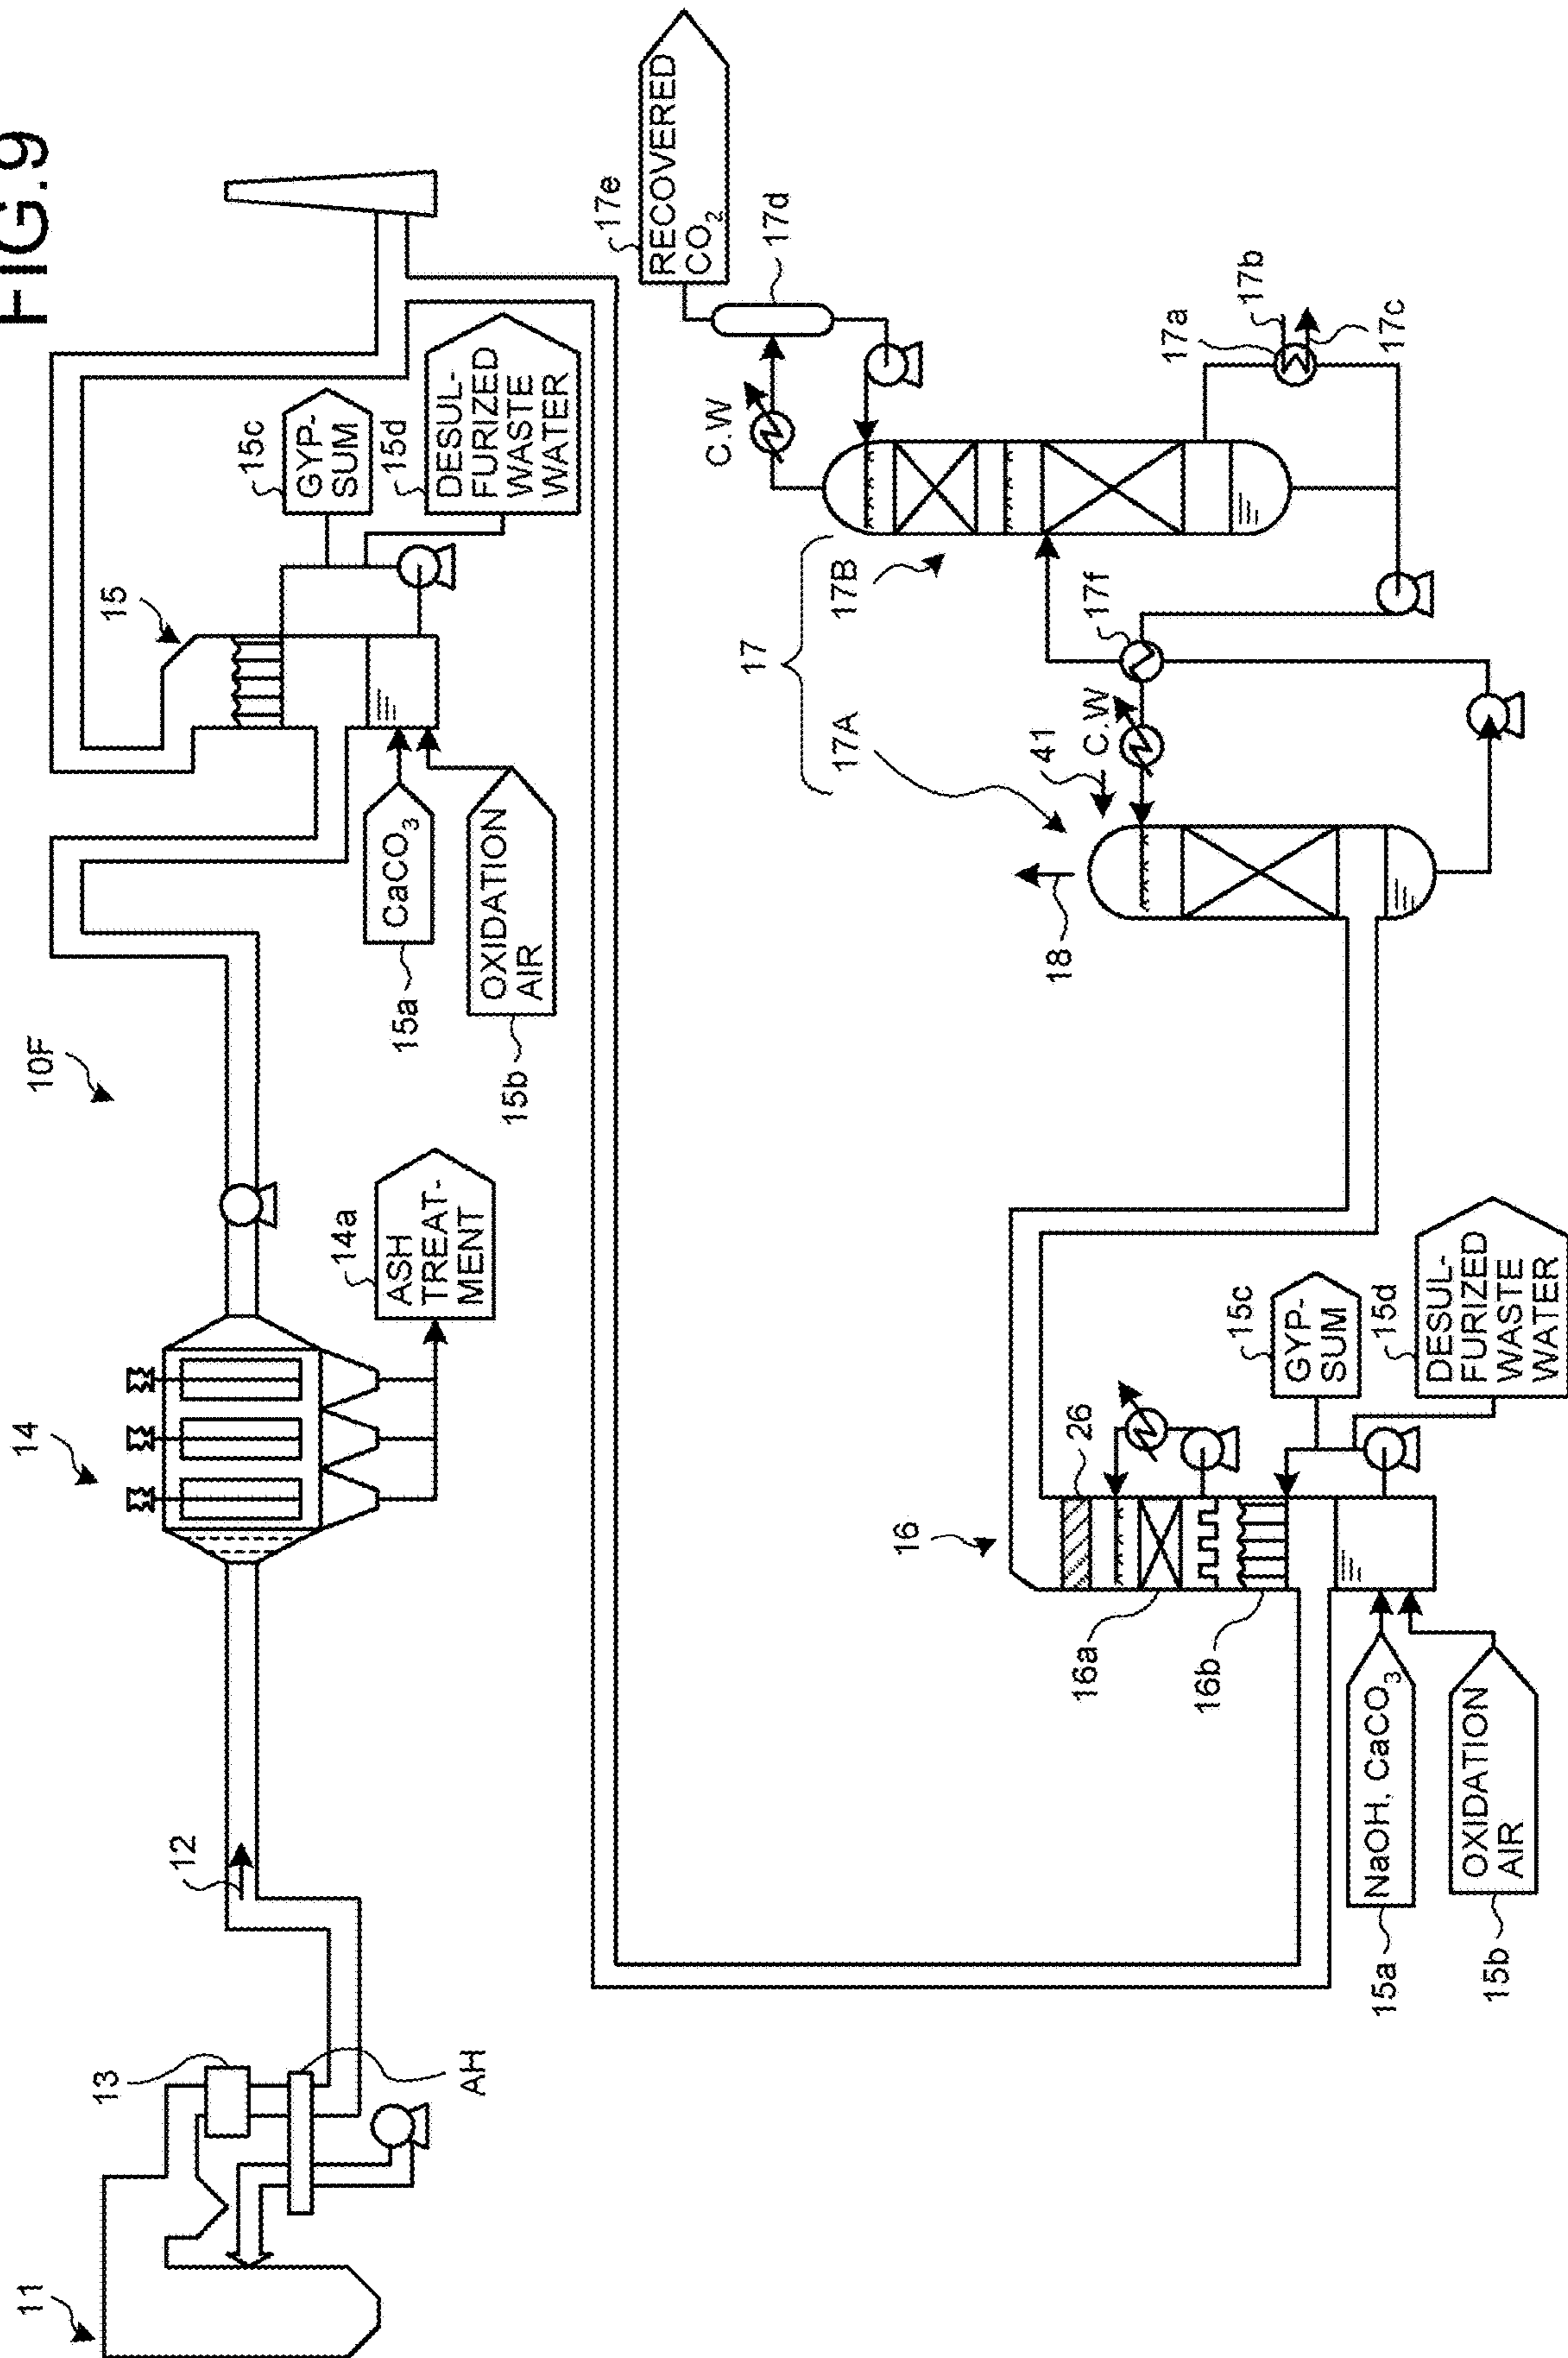 FIG.9
10F
11
13
AH
12
14
14a
ASH
TREAT-
MENT
15
15a
CaCO3
15b
OXIDATION
AIR
15c
GYP-
SUM
15d
DESUL-
FURIZED
WASTE
WATER
16
26
16a
16b
15a
NaOH, CaCO3
15b
OXIDATION
AIR
15c
GYP-
SUM
15d
DESUL-
FURIZED
WASTE
WATER
17
17A
17B
18
41
C.W
17f
C.W
17e
RECOVERED
CO2
17d
17a
17b
17c